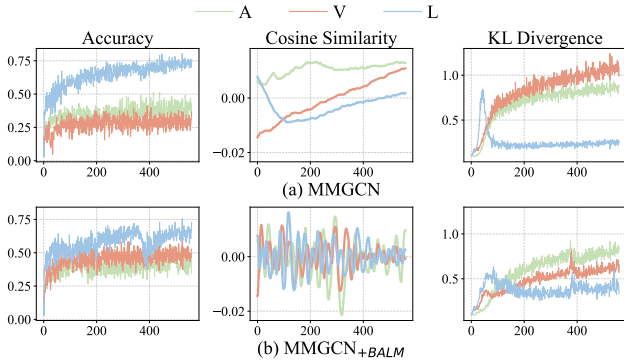 A V L
Accuracy Cosine Similarity KL Divergence
0.75 0.50 0.25 0.00
0.00 −0.02
1.0 0.5
0 200 400 0 200 400 0 200 400
(a) MMGCN
0.75 0.50 0.25 0.00
0.00 −0.02
1.0 0.5
0 200 400 0 200 400 0 200 400
(b) MMGCN+BALM